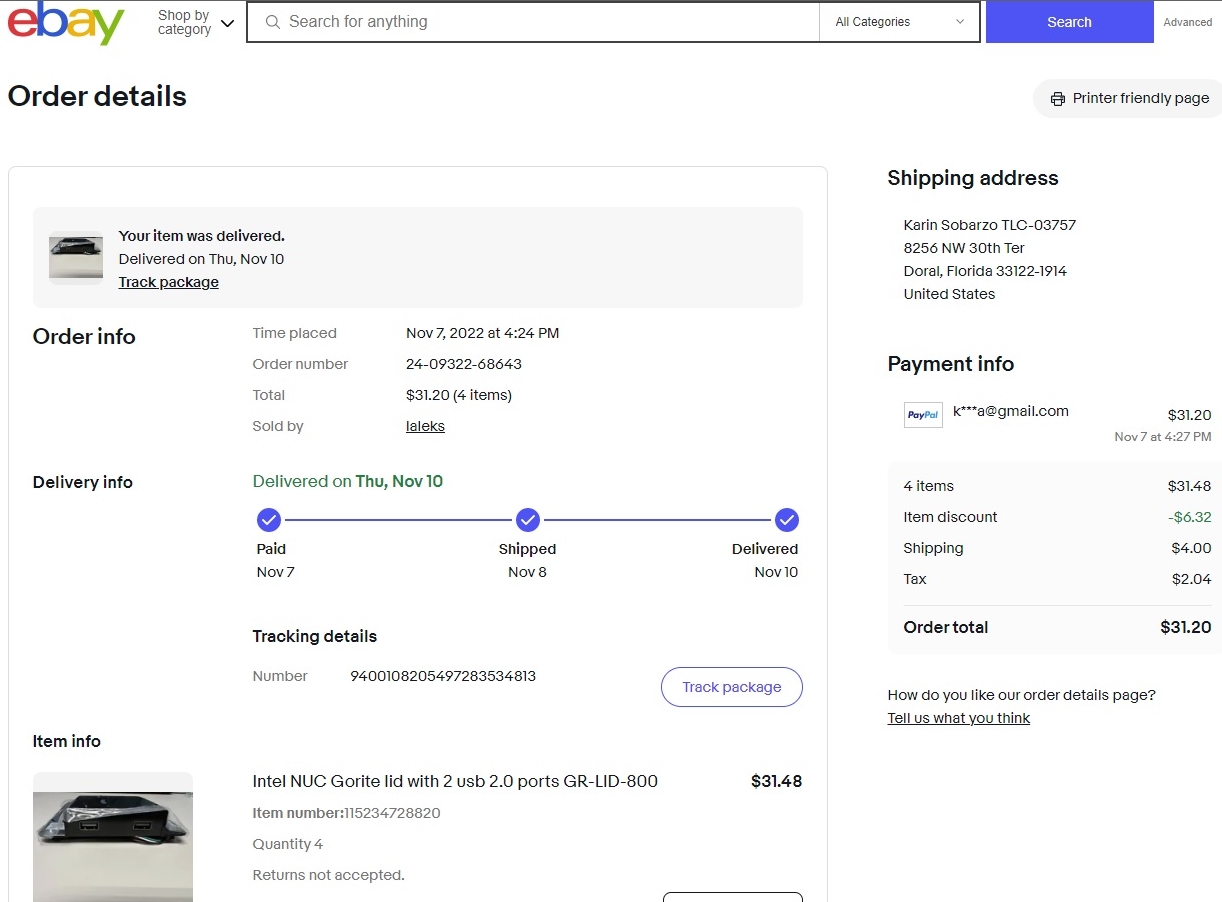 ebay
Shop by
category
Search for anything
All Categories
Search
Advanced
Order details
Printer friendly page
Your item was delivered.
Delivered on Thu, Nov 10
Track package
Order info
Time placed Nov 7, 2022 at 4:24 PM
Order number 24-09322-68643
Total $31.20 (4 items)
Sold by laleks
Delivery info
Delivered on Thu, Nov 10
Paid Shipped Delivered
Nov 7 Nov 8 Nov 10
Tracking details
Number 9400108205497283534813
Track package
Item info
Intel NUC Gorite lid with 2 usb 2.0 ports GR-LID-800 $31.48
Item number:115234728820
Quantity 4
Returns not accepted.
Shipping address
Karin Sobarzo TLC-03757
8256 NW 30th Ter
Doral, Florida 33122-1914
United States
Payment info
PayPal k***a@gmail.com $31.20
Nov 7 at 4:27 PM
4 items $31.48
Item discount -$6.32
Shipping $4.00
Tax $2.04
Order total $31.20
How do you like our order details page?
Tell us what you think